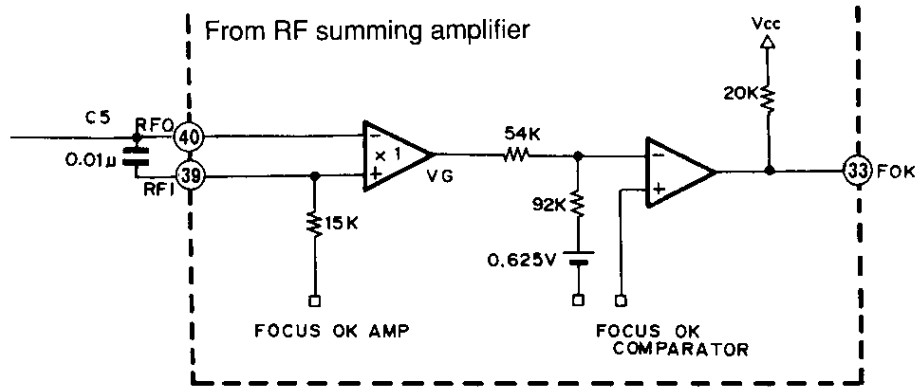 From RF summing amplifier
Vcc
20K
C5
RFO
40
54K
0.01μ
× 1
39
RFI
VG
33
FOK
15K
92K
0.625V
FOCUS OK AMP
FOCUS OK
COMPARATOR